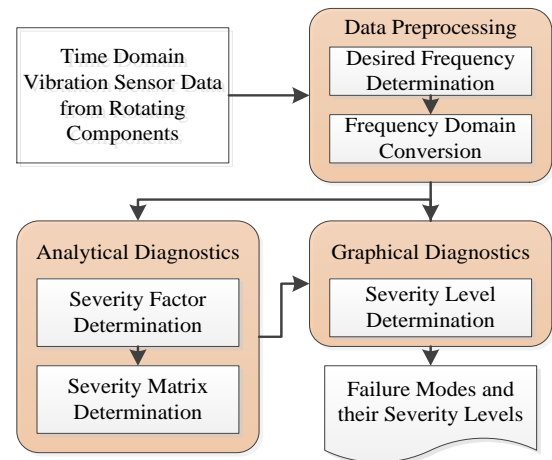 Time Domain
Vibration Sensor Data
from Rotating
Components
Data Preprocessing
Desired Frequency
Determination
Frequency Domain
Conversion
Analytical Diagnostics
Severity Factor
Determination
Severity Matrix
Determination
Graphical Diagnostics
Severity Level
Determination
Failure Modes and
their Severity Levels